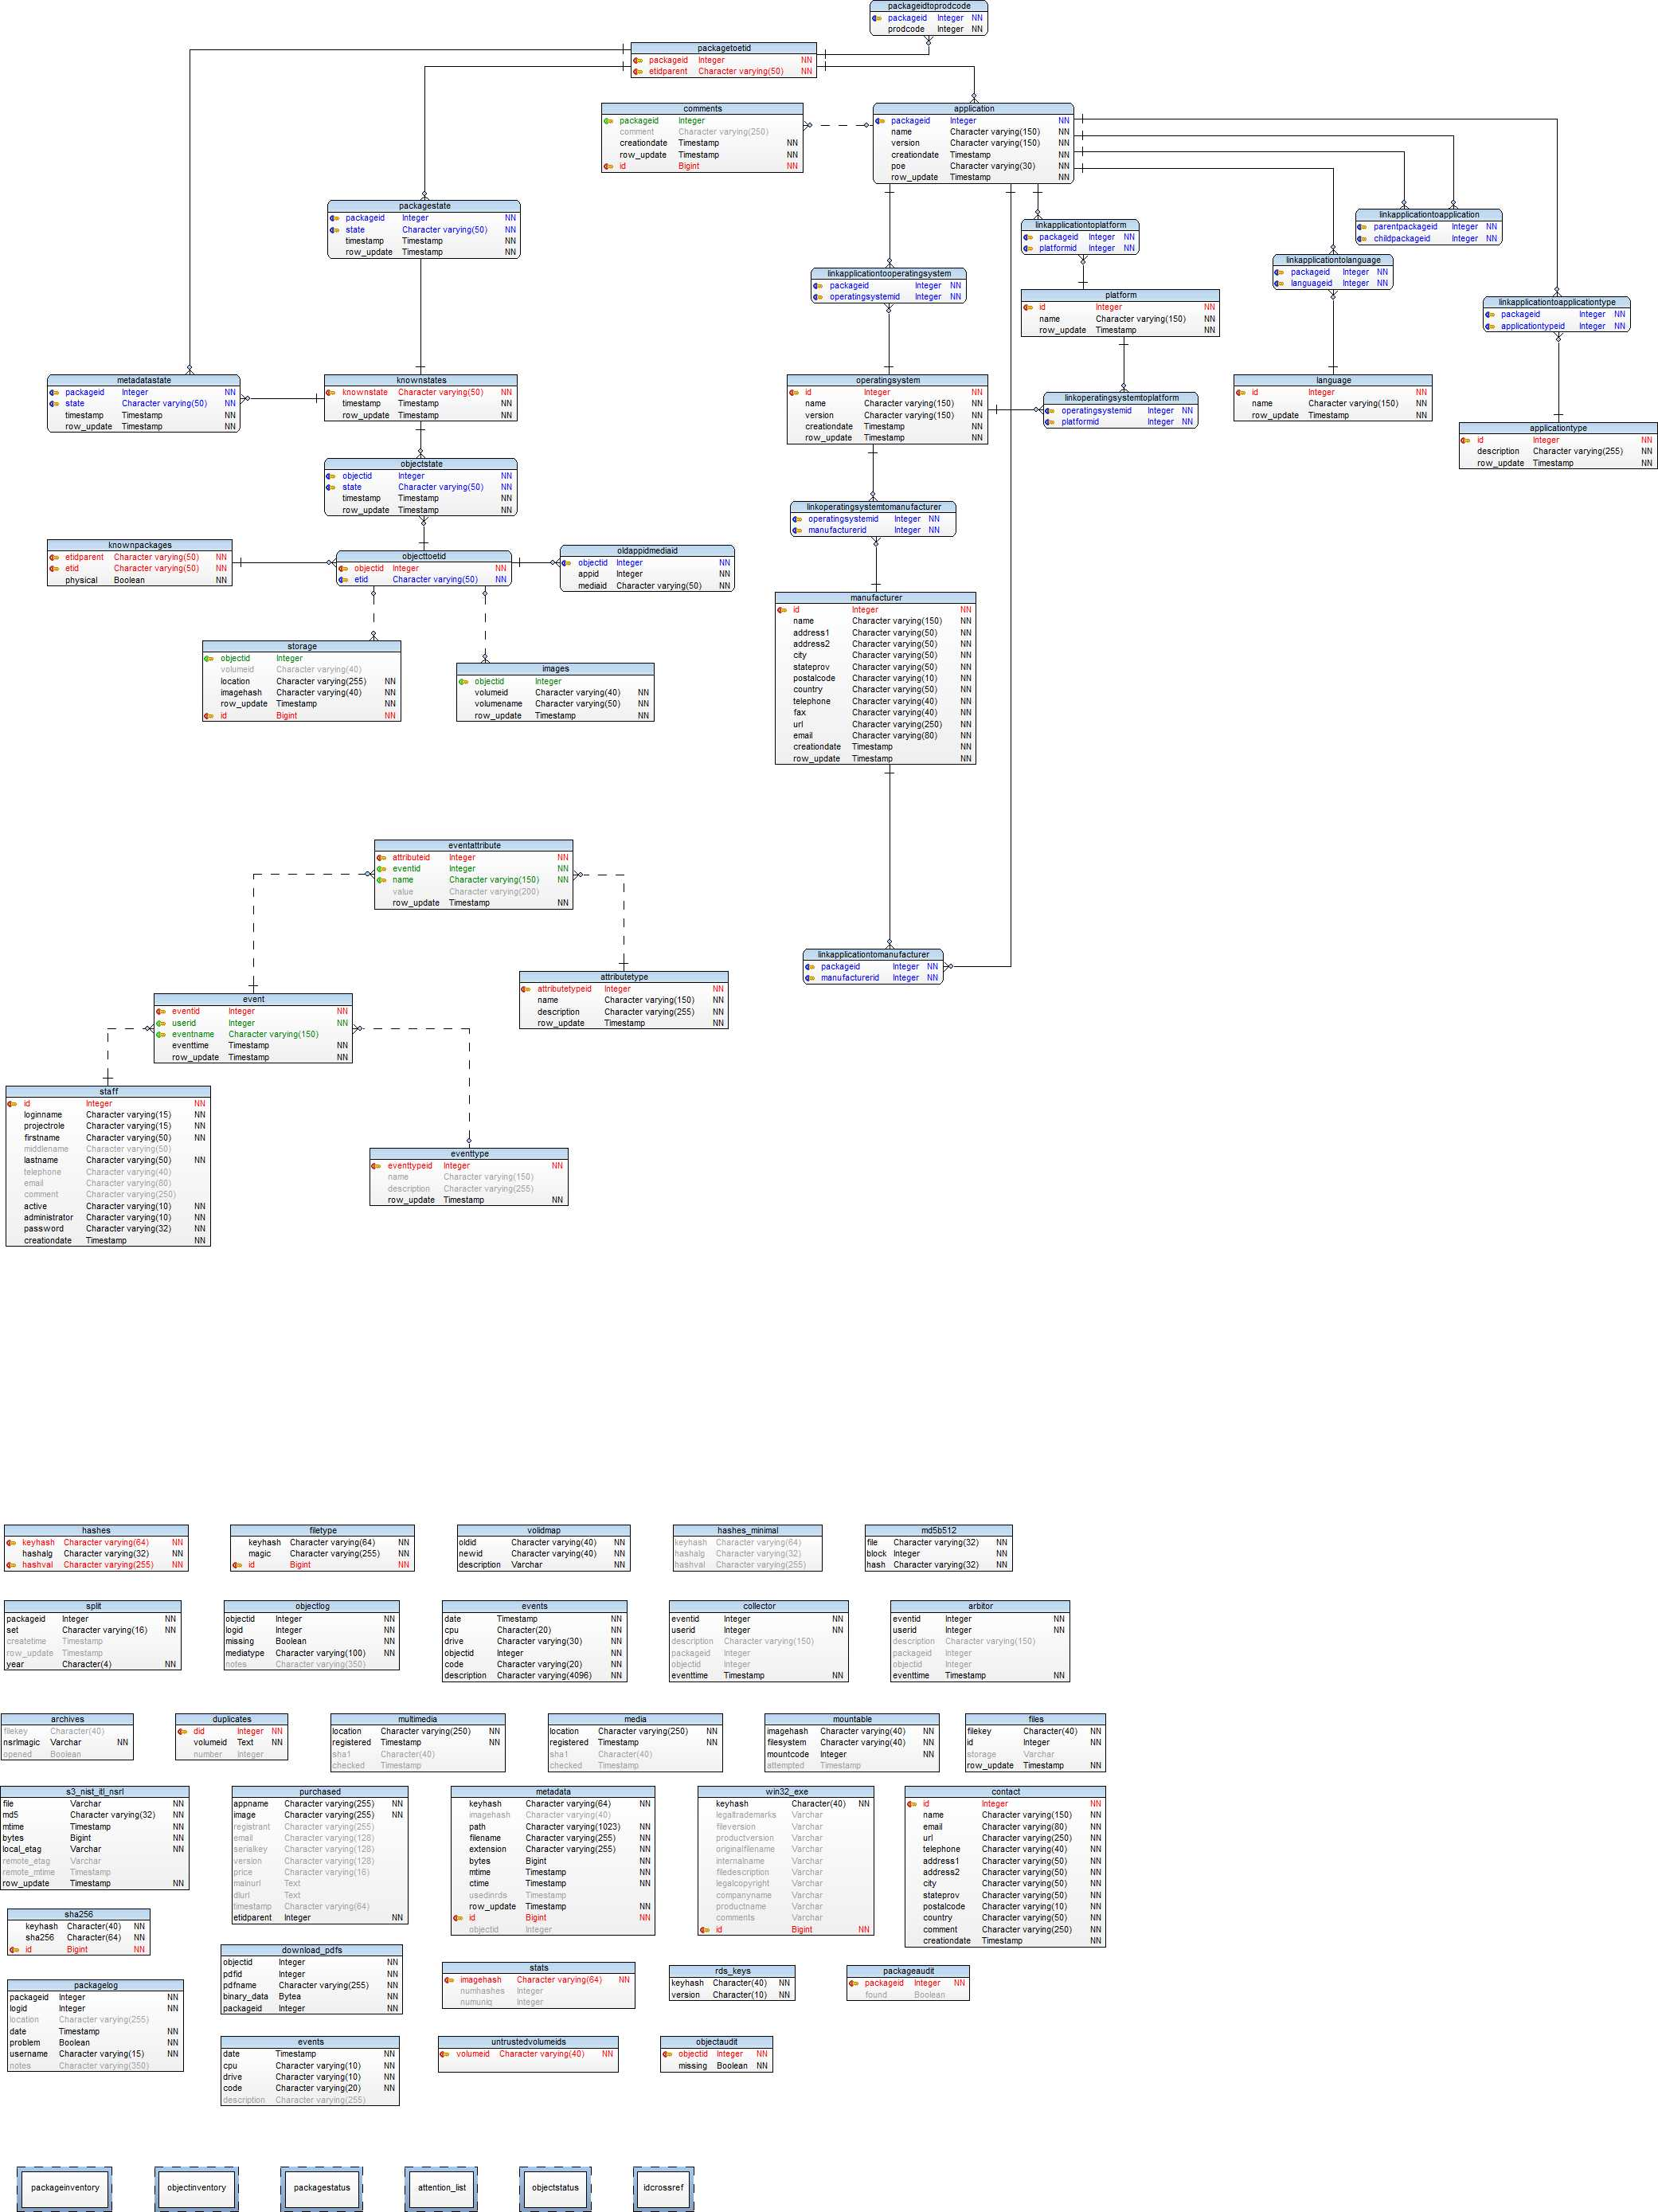 packageidtoprodcode
packageid Integer NN
prodcode Integer NN
packagetoetid
packageid Integer NN
etidparent Character varying(50) NN
comments
packageid Integer
comment Character varying(250)
creationdate Timestamp NN
row_update Timestamp NN
id Bigint NN
application
packageid Integer NN
name Character varying(150) NN
version Character varying(150) NN
creationdate Timestamp NN
poe Character varying(30) NN
row_update Timestamp NN
packagestate
packageid Integer NN
state Character varying(50) NN
timestamp Timestamp NN
row_update Timestamp NN
linkapplicationtoplatform
packageid Integer NN
platformid Integer NN
linkapplicationtoapplication
parentpackageid Integer NN
childpackageid Integer NN
linkapplicationtolanguage
packageid Integer NN
languageid Integer NN
linkapplicationtooperatingsystem
packageid Integer NN
operatingsystemid Integer NN
platform
id Integer NN
name Character varying(150) NN
row_update Timestamp NN
linkapplicationtoapplicationtype
packageid Integer NN
applicationtypeid Integer NN
metadatastate
packageid Integer NN
state Character varying(50) NN
timestamp Timestamp NN
row_update Timestamp NN
knownstates
knownstate Character varying(50) NN
timestamp Timestamp NN
row_update Timestamp NN
operatingsystem
id Integer NN
name Character varying(150) NN
version Character varying(150) NN
creationdate Timestamp NN
row_update Timestamp NN
linkoperatingsystemtoplatform
operatingsystemid Integer NN
platformid Integer NN
language
id Integer NN
name Character varying(150) NN
row_update Timestamp NN
applicationtype
id Integer NN
description Character varying(255) NN
row_update Timestamp NN
objectstate
objectid Integer NN
state Character varying(50) NN
timestamp Timestamp NN
row_update Timestamp NN
linkoperatingsystemtomanufacturer
operatingsystemid Integer NN
manufacturerid Integer NN
knownpackages
etidparent Character varying(50) NN
etid Character varying(50) NN
physical Boolean NN
objecttoetid
objectid Integer NN
etid Character varying(50) NN
oldappidmediaid
objectid Integer NN
appid Integer NN
mediaid Character varying(50) NN
manufacturer
id Integer NN
name Character varying(150) NN
address1 Character varying(50) NN
address2 Character varying(50) NN
city Character varying(50) NN
stateprov Character varying(50) NN
postalcode Character varying(10) NN
country Character varying(50) NN
telephone Character varying(40) NN
fax Character varying(40) NN
url Character varying(250) NN
email Character varying(80) NN
creationdate Timestamp NN
row_update Timestamp NN
storage
objectid Integer
volumeid Character varying(40)
location Character varying(255) NN
imagehash Character varying(40) NN
row_update Timestamp NN
id Bigint NN
images
objectid Integer
volumeid Character varying(40) NN
volumename Character varying(50) NN
row_update Timestamp NN
eventattribute
attributeid Integer NN
eventid Integer NN
name Character varying(150) NN
value Character varying(200)
row_update Timestamp NN
linkapplicationtomanufacturer
packageid Integer NN
manufacturerid Integer NN
attributetype
attributetypeid Integer NN
name Character varying(150) NN
description Character varying(255) NN
row_update Timestamp NN
event
eventid Integer NN
userid Integer NN
eventname Character varying(150)
eventtime Timestamp NN
row_update Timestamp NN
staff
id Integer NN
loginname Character varying(15) NN
projectrole Character varying(15) NN
firstname Character varying(50) NN
middlename Character varying(50)
lastname Character varying(50) NN
telephone Character varying(40)
email Character varying(80)
comment Character varying(250)
active Character varying(10) NN
administrator Character varying(10) NN
password Character varying(32) NN
creationdate Timestamp NN
eventtype
eventtypeid Integer NN
name Character varying(150)
description Character varying(255)
row_update Timestamp NN
hashes
keyhash Character varying(64) NN
hashalg Character varying(32) NN
hashval Character varying(255) NN
filetype
keyhash Character varying(64) NN
magic Character varying(255) NN
id Bigint NN
volidmap
oldid Character varying(40) NN
newid Character varying(40) NN
description Varchar NN
hashes_minimal
keyhash Character varying(64)
hashalg Character varying(32)
hashval Character varying(255)
md5b512
file Character varying(32) NN
block Integer NN
hash Character varying(32) NN
split
packageid Integer NN
set Character varying(16) NN
createtime Timestamp
row_update Timestamp
year Character(4) NN
objectlog
objectid Integer NN
logid Integer NN
missing Boolean NN
mediatype Character varying(100) NN
notes Character varying(350)
events
date Timestamp NN
cpu Character(20) NN
drive Character varying(30) NN
objectid Integer NN
code Character varying(20) NN
description Character varying(4096) NN
collector
eventid Integer NN
userid Integer NN
description Character varying(150)
packageid Integer
objectid Integer
eventtime Timestamp NN
arbitor
eventid Integer NN
userid Integer NN
description Character varying(150)
packageid Integer
objectid Integer
eventtime Timestamp NN
archives
filekey Character(40)
nsrlmagic Varchar NN
opened Boolean
duplicates
did Integer NN
volumeid Text NN
number Integer
multimedia
location Character varying(250) NN
registered Timestamp NN
sha1 Character(40)
checked Timestamp
media
location Character varying(250) NN
registered Timestamp NN
sha1 Character(40)
checked Timestamp
mountable
imagehash Character varying(40) NN
filesystem Character varying(40) NN
mountcode Integer NN
attempted Timestamp
files
filekey Character(40) NN
id Integer NN
storage Varchar
row_update Timestamp NN
s3_nist_itl_nsrl
file Varchar NN
md5 Character varying(32) NN
mtime Timestamp NN
bytes Bigint NN
local_etag Varchar NN
remote_etag Varchar
remote_mtime Timestamp
row_update Timestamp NN
purchased
appname Character varying(255) NN
image Character varying(255) NN
registrant Character varying(255)
email Character varying(128)
serialkey Character varying(128)
version Character varying(128)
price Character varying(16)
mainurl Text
dlurl Text
timestamp Character varying(64)
etidparent Integer NN
metadata
keyhash Character varying(64) NN
imagehash Character varying(40)
path Character varying(1023) NN
filename Character varying(255) NN
extension Character varying(255) NN
bytes Bigint NN
mtime Timestamp NN
ctime Timestamp NN
usedinrds Timestamp
row_update Timestamp NN
id Bigint NN
objectid Integer
win32_exe
keyhash Character(40) NN
legaltrademarks Varchar
fileversion Varchar
productversion Varchar
originalfilename Varchar
internalname Varchar
filedescription Varchar
legalcopyright Varchar
companyname Varchar
productname Varchar
comments Varchar
id Bigint NN
contact
id Integer NN
name Character varying(150) NN
email Character varying(80) NN
url Character varying(250) NN
telephone Character varying(40) NN
address1 Character varying(50) NN
address2 Character varying(50) NN
city Character varying(50) NN
stateprov Character varying(50) NN
postalcode Character varying(10) NN
country Character varying(50) NN
comment Character varying(250) NN
creationdate Timestamp NN
sha256
keyhash Character(40) NN
sha256 Character(64) NN
id Bigint NN
download_pdfs
objectid Integer NN
pdfid Integer NN
pdfname Character varying(255) NN
binary_data Bytea NN
packageid Integer NN
stats
imagehash Character varying(64) NN
numhashes Integer
numuniq Integer
rds_keys
keyhash Character(40) NN
version Character(10) NN
packageaudit
packageid Integer NN
found Boolean
packagelog
packageid Integer NN
logid Integer NN
location Character varying(255)
date Timestamp NN
problem Boolean NN
username Character varying(15) NN
notes Character varying(350)
events
date Timestamp NN
cpu Character varying(10) NN
drive Character varying(10) NN
code Character varying(20) NN
description Character varying(255)
untrustedvolumeids
volumeid Character varying(40) NN
objectaudit
objectid Integer NN
missing Boolean NN
packageinventory
objectinventory
packagestatus
attention_list
objectstatus
idcrossref